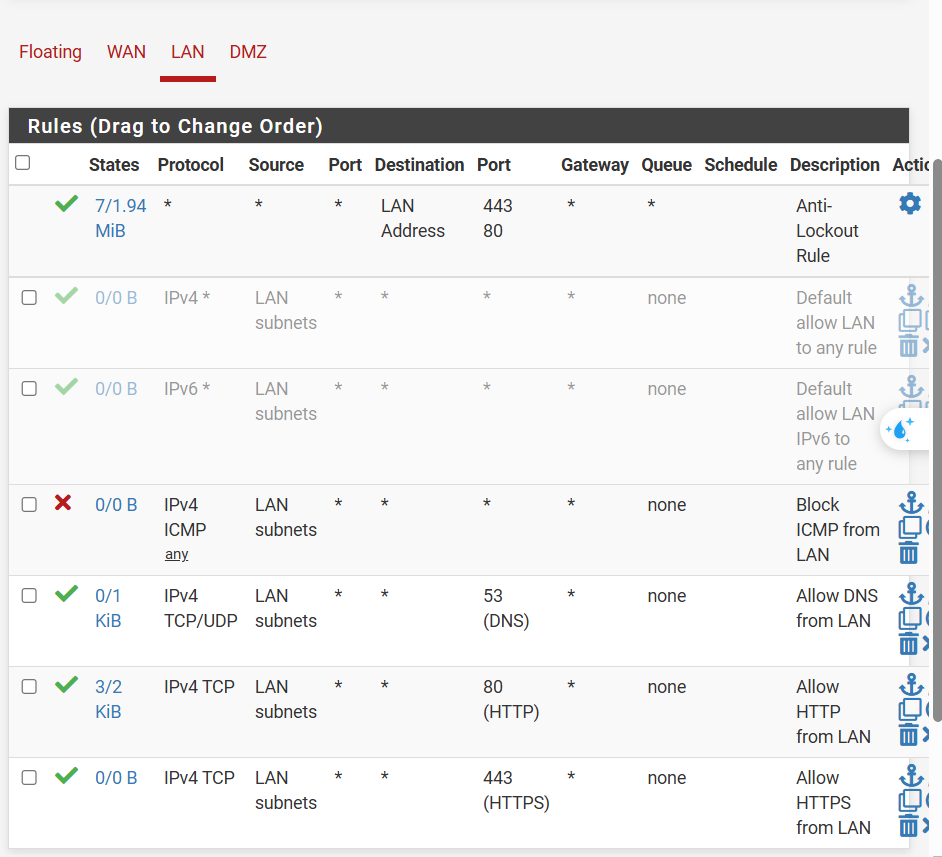 Floating WAN LAN DMZ
Rules (Drag to Change Order)
States Protocol Source Port Destination Port Gateway Queue Schedule Description
7/1.94 * * * LAN 443 * * Anti-
MiB Address 80 Lockout
Rule
0/0 B IPv4 * LAN * * * * none Default
subnets allow LAN
to any rule
0/0 B IPv6 * LAN * * * * none Default
subnets allow LAN
IPv6 to
any rule
0/0 B IPv4 LAN * * * * none Block
ICMP subnets ICMP from
any LAN
0/1 IPv4 LAN * * 53 * none Allow DNS
KiB TCP/UDP subnets (DNS) from LAN
3/2 IPv4 TCP LAN * * 80 * none Allow
KiB subnets (HTTP) HTTP
from LAN
0/0 B IPv4 TCP LAN * * 443 * none Allow
subnets (HTTPS) HTTPS
from LAN